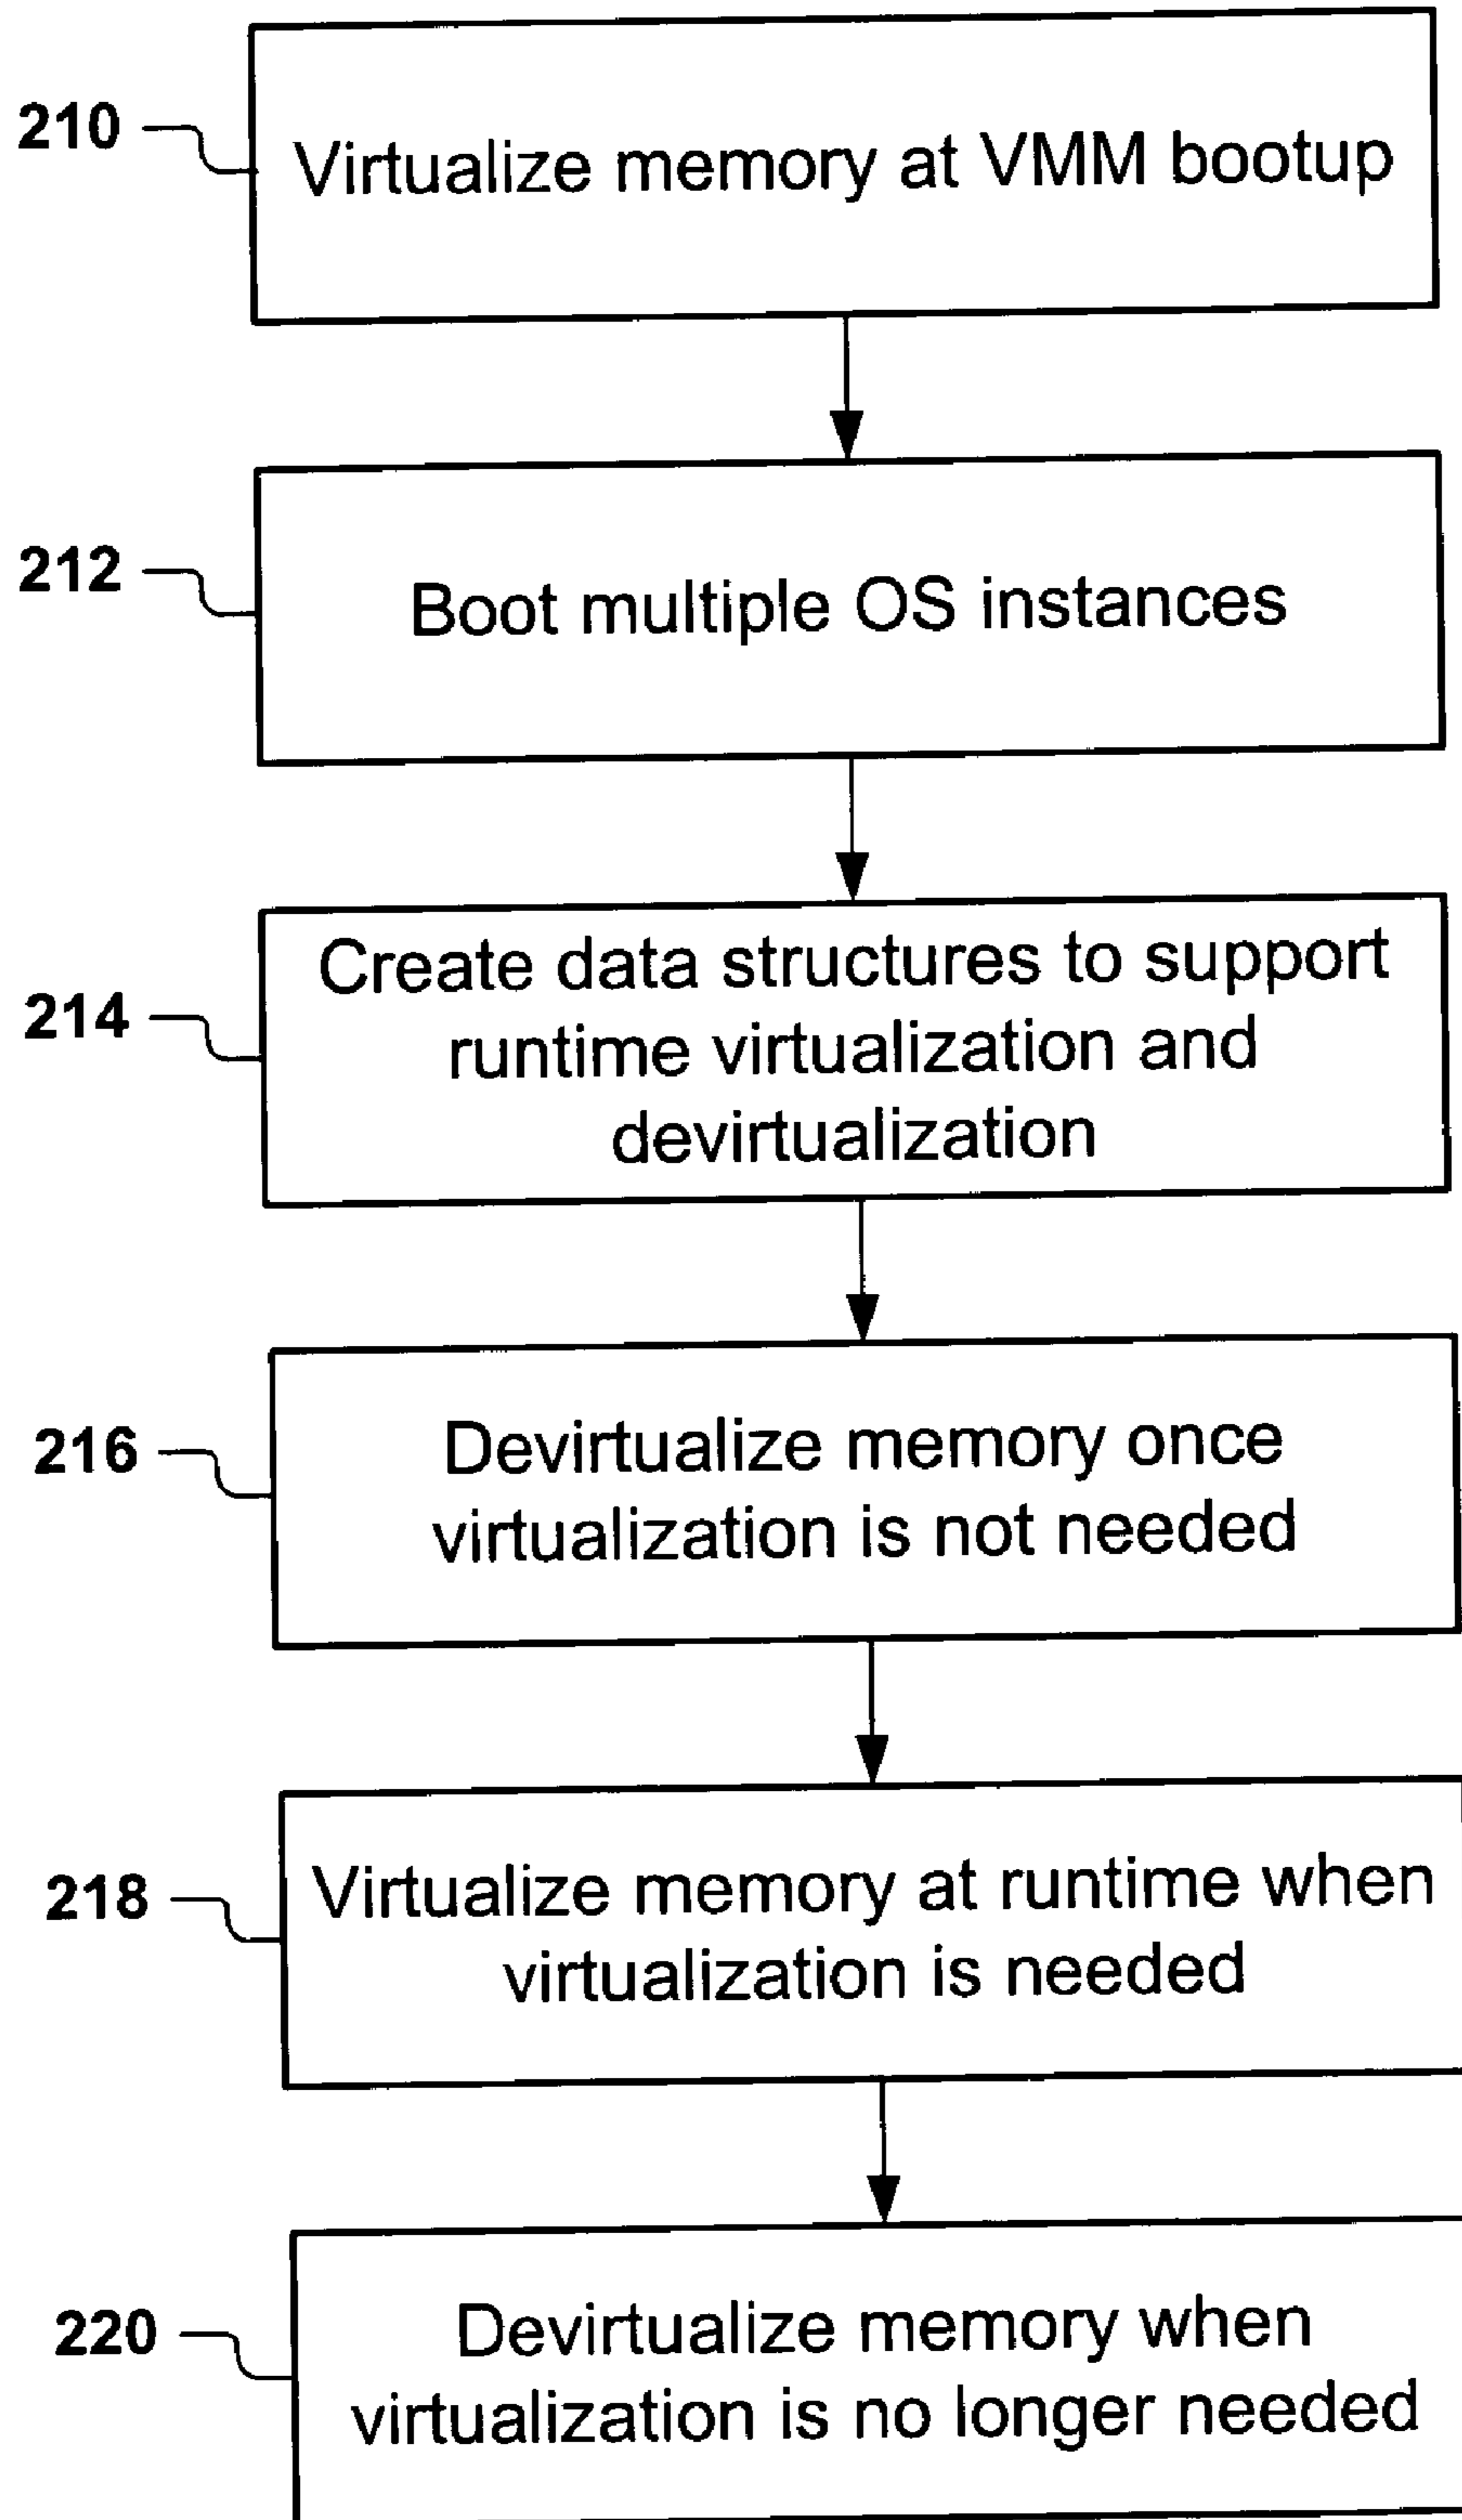 210
Virtualize memory at VMM bootup
212
Boot multiple OS instances
214
Create data structures to support
runtime virtualization and
devirtualization
216
Devirtualize memory once
virtualization is not needed
218
Virtualize memory at runtime when
virtualization is needed
220
Devirtualize memory when
virtualization is no longer needed